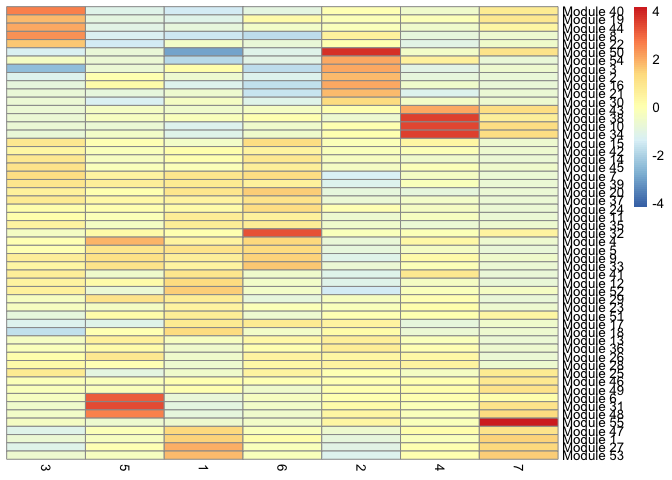 Module 40
Module 19
Module 44
Module 8
Module 22
Module 50
Module 54
Module 3
Module 2
Module 16
Module 21
Module 30
Module 43
Module 38
Module 10
Module 34
Module 15
Module 42
Module 14
Module 45
Module 7
Module 39
Module 20
Module 37
Module 24
Module 11
Module 35
Module 32
Module 4
Module 5
Module 9
Module 33
Module 41
Module 12
Module 52
Module 29
Module 23
Module 51
Module 17
Module 18
Module 13
Module 36
Module 26
Module 28
Module 25
Module 46
Module 49
Module 6
Module 31
Module 48
Module 55
Module 47
Module 1
Module 27
Module 53
4
2
0
-2
-4
3 5 1 6 2 4 7